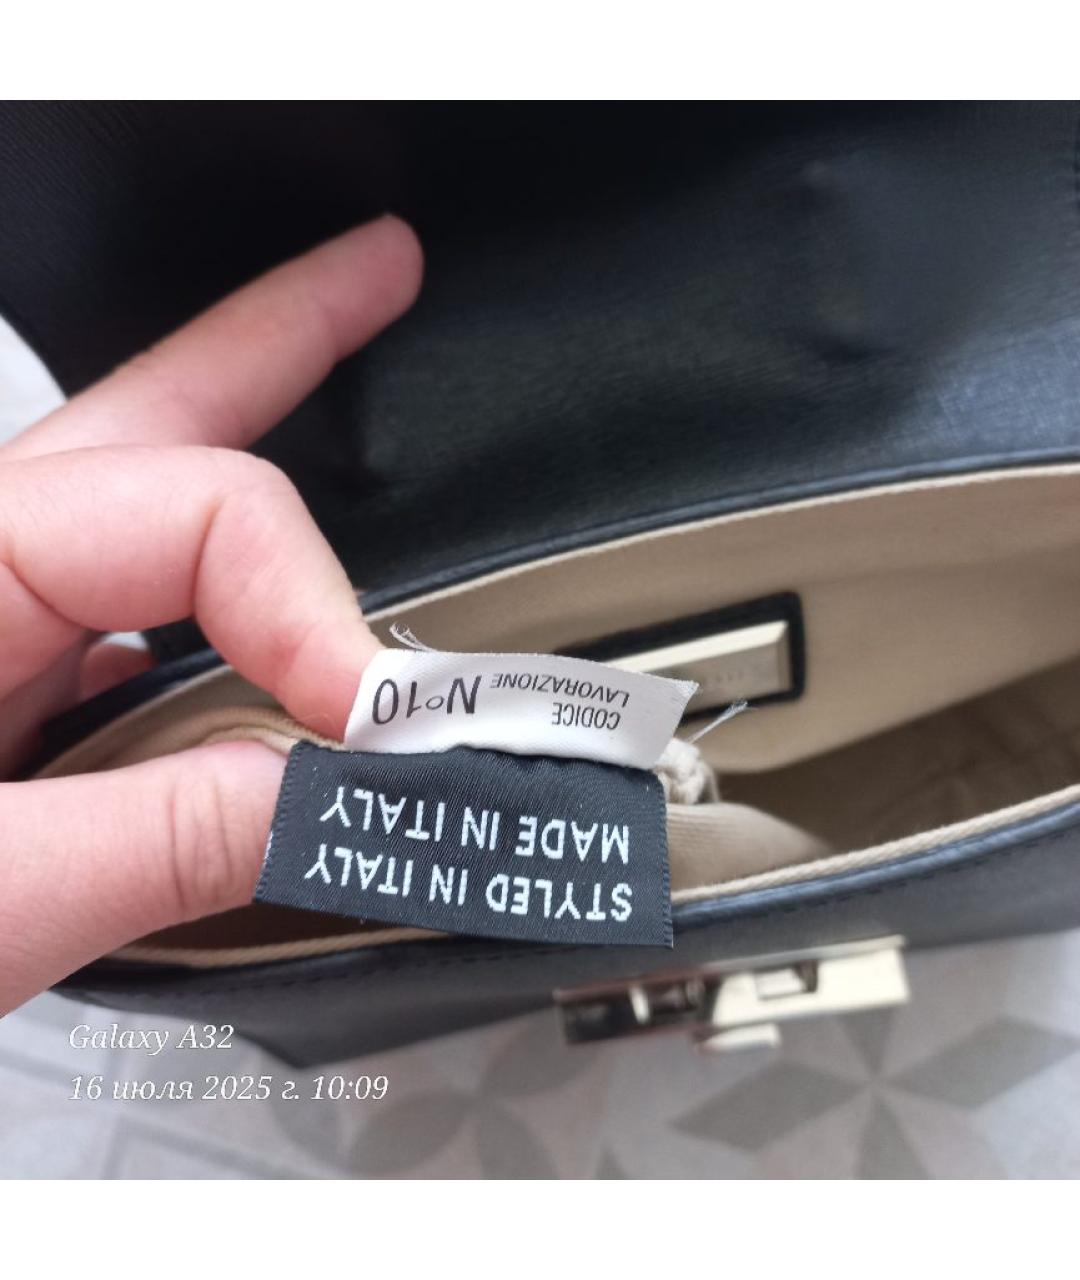 STYLED IN ITALY
MADE IN ITALY
CODICE
LAVORAZIONE
N°10
Galaxy A32
16 июля 2025 г. 10:09